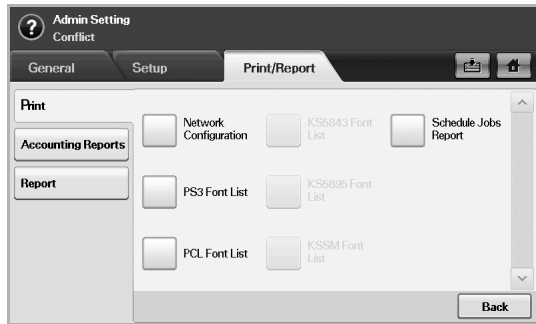 Admin Setting
Conflict
General
Setup
Print/Report
Print
Accounting Reports
Report
Network
Configuration
KS5843 Font
List
Schedule Jobs
Report
PS3 Font List
KS5895 Font
List
PCL Font List
KSSM Font
List
Back